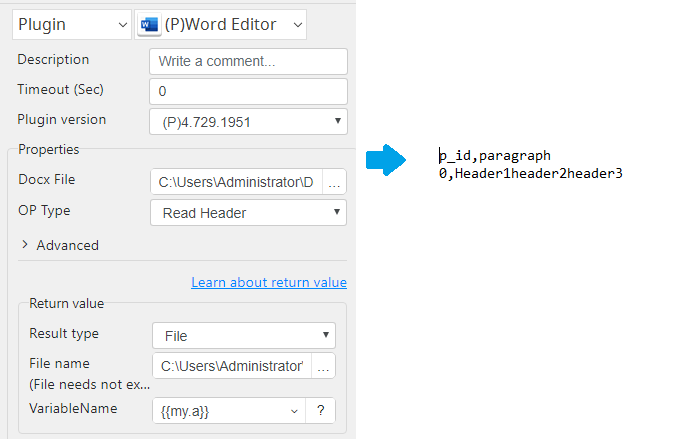 Plugin (P)Word Editor
Description Write a comment...
Timeout (Sec) 0
Plugin version (P)4.729.1951
Properties
Docx File C:\Users\Administrator\D ...
OP Type Read Header
Advanced
Learn about return value
Return value
Result type File
File name C:\Users\Administrator' ...
(File needs not ex...
VariableName {{my.a}} ?
p_id,paragraph
0,Header1header2header3